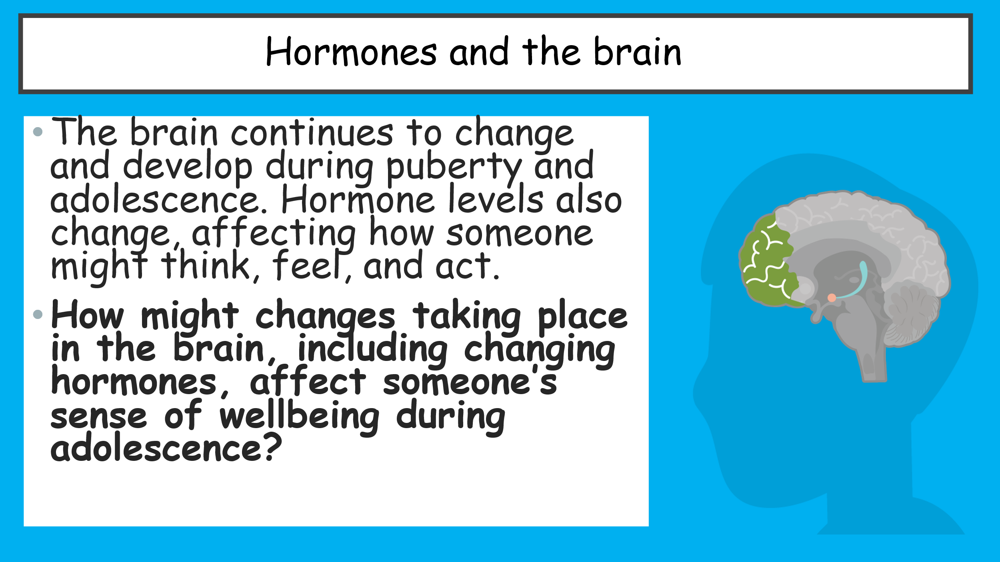 Hormones and the brain
The brain continues to change
and develop during puberty and
adolescence. Hormone levels also
change, affecting how someone
might think, feel, and act.
How might changes taking place
in the brain, including changing
hormones, affect someone's
sense of wellbeing during
adolescence?